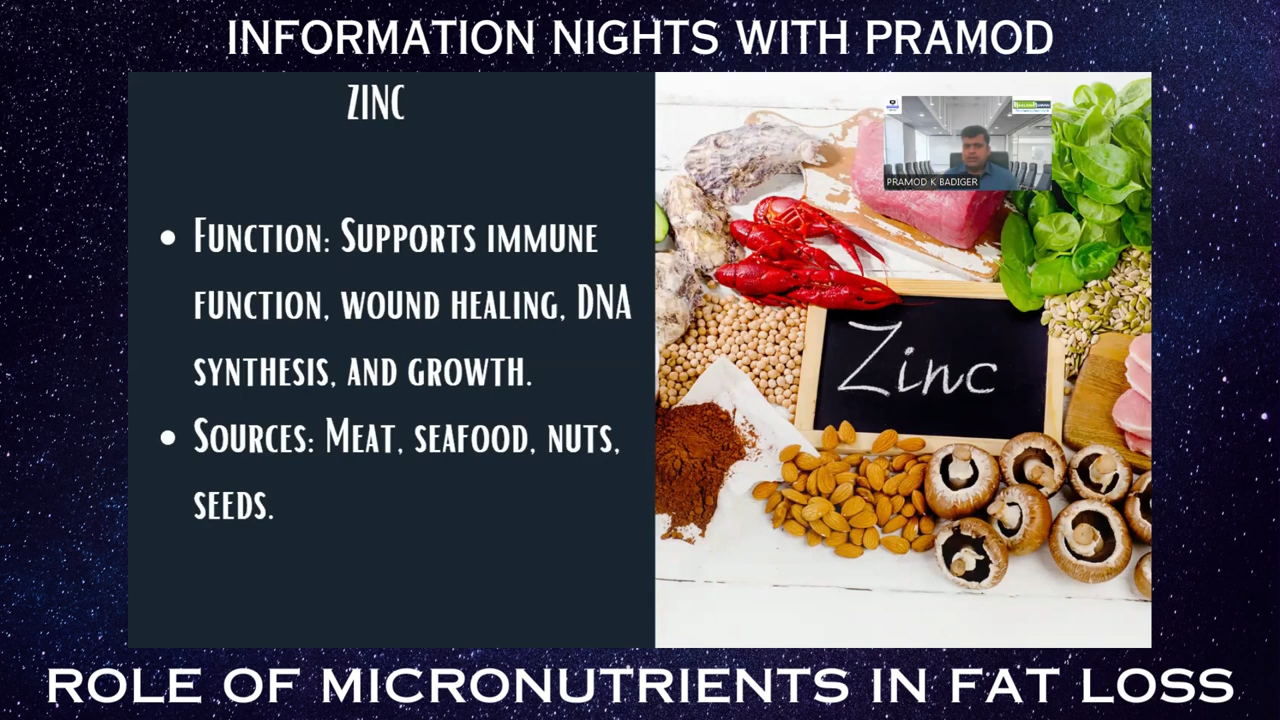 INFORMATION NIGHTS WITH PRAMOD
ZINC
• FUNCTION: SUPPORTS IMMUNE
FUNCTION, WOUND HEALING, DNA
SYNTHESIS, AND GROWTH.
• SOURCES: MEAT, SEAFOOD, NUTS,
SEEDS.
PRAMOD K BADIGER
Zinc
ROLE OF MICRONUTRIENTS IN FAT LOSS